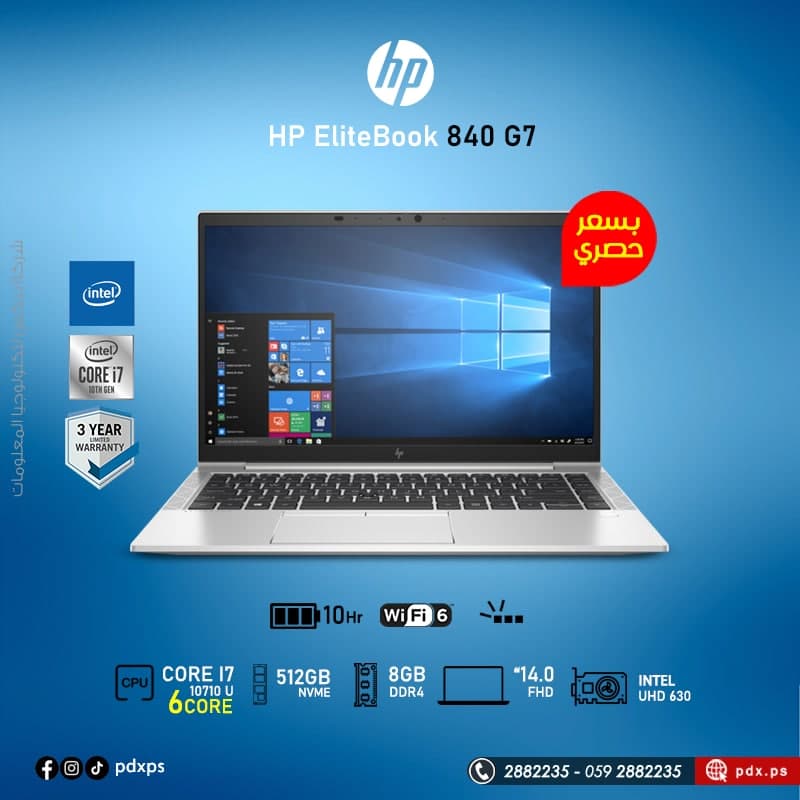 hp
HP EliteBook 840 G7
بسعر
حصري
intel
intel
CORE i7
10TH GEN
3 YEAR
LIMITED
WARRANTY
hp
10Hr
WiFi 6
CPU
CORE I7
10710 U
6CORE
512GB
NVME
8GB
DDR4
“14.0
FHD
INTEL
UHD 630
pdxps
2882235 - 059 2882235
pdx.ps